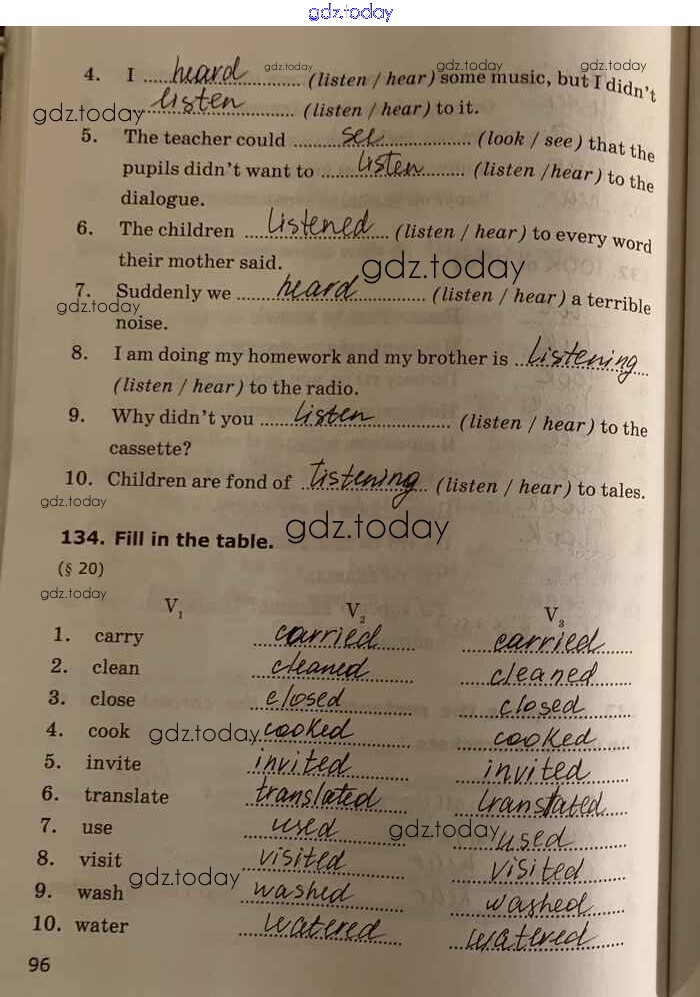 gdz.today
4. I heard (listen / hear) some music, but I didn't
listen (listen / hear) to it.
5. The teacher could see (look / see) that the
pupils didn't want to listen (listen /hear) to the
dialogue.
6. The children listened (listen / hear) to every word
their mother said.
7. Suddenly we heard (listen / hear) a terrible
noise.
8. I am doing my homework and my brother is listening
(listen / hear) to the radio.
9. Why didn't you listen (listen / hear) to the
cassette?
10. Children are fond of listening (listen / hear) to tales.
134. Fill in the table.
(§ 20)
V₁ V₂ V₃
1. carry carried carried
2. clean cleaned cleaned
3. close closed closed
4. cook cooked cooked
5. invite invited invited
6. translate translated translated
7. use used used
8. visit visited visited
9. wash washed washed
10. water watered watered
96